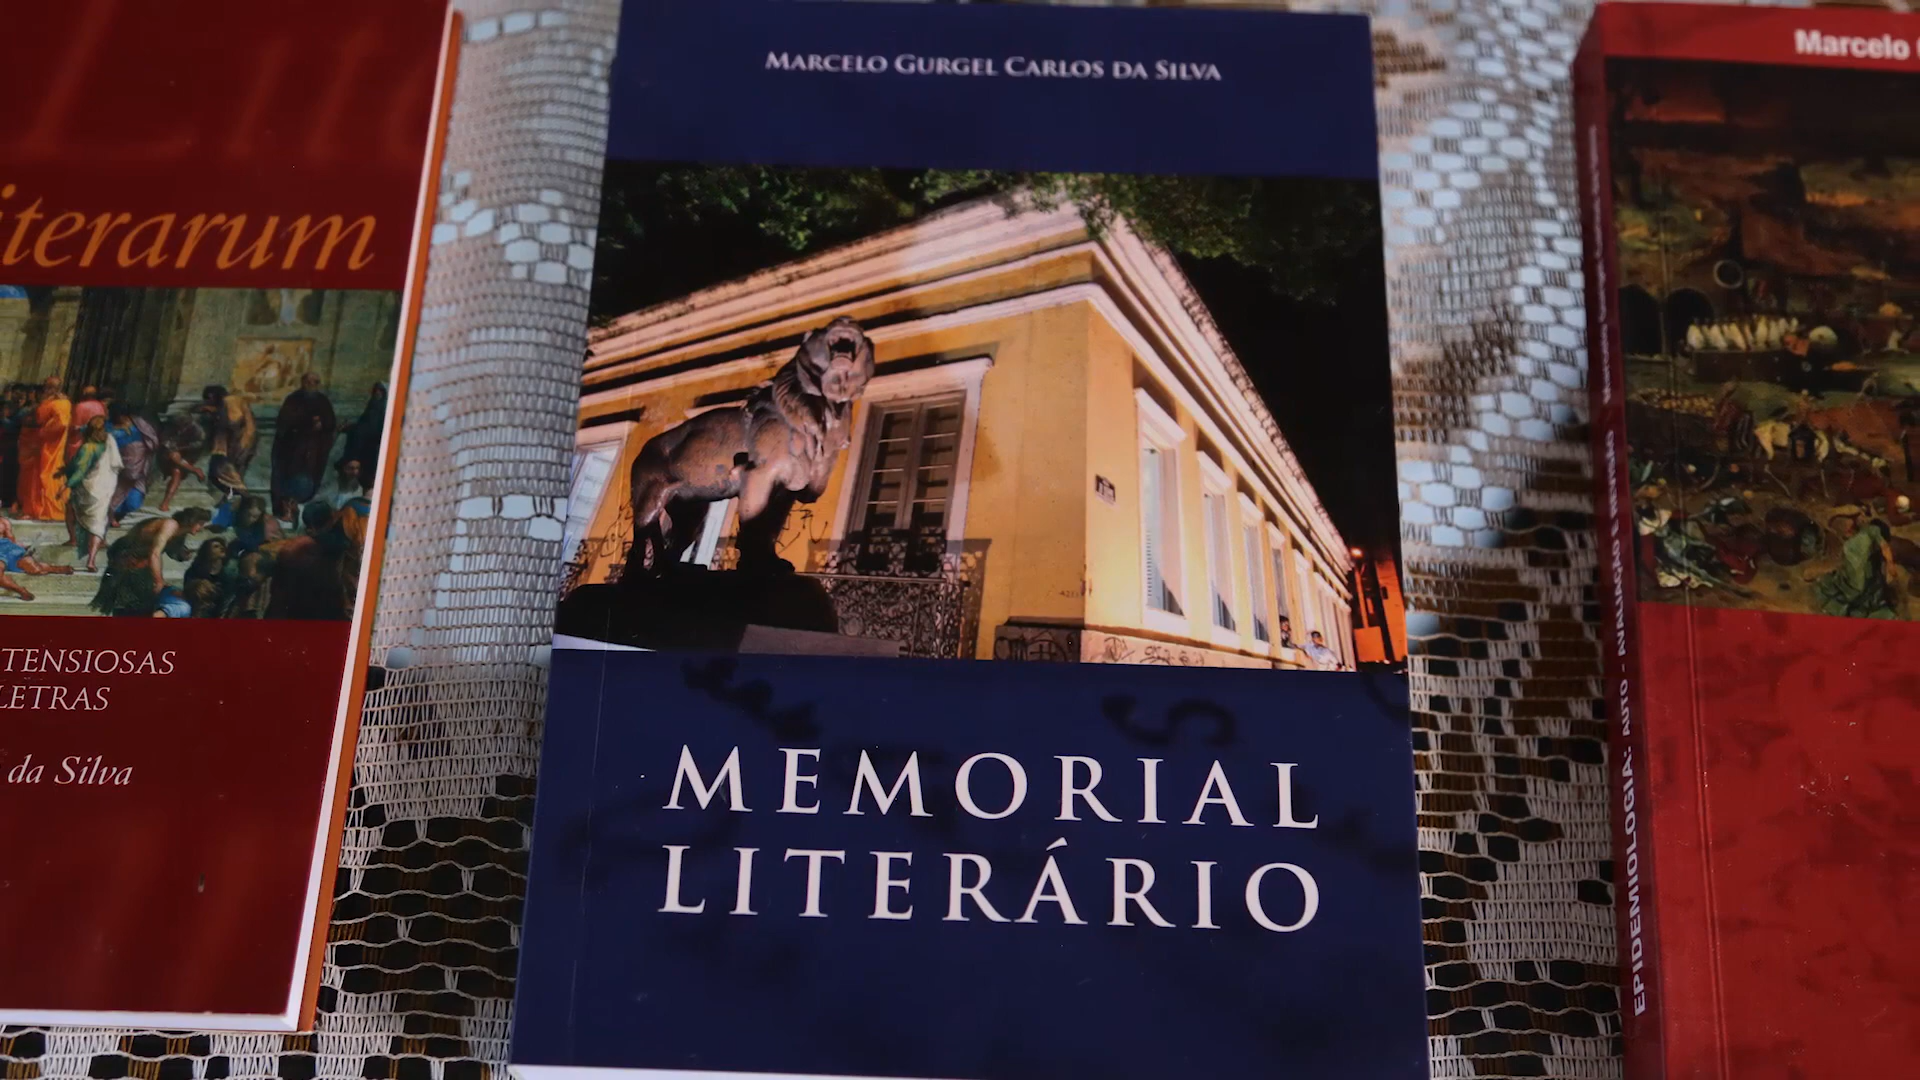 iterarum
TENSIOSAS
LETRAS
da Silva
MARCELO GURGEL CARLOS DA SILVA
MEMORIAL
LITERÁRIO
Marcelo
EPIDEMIOLOGIA: AUTO - AVALIAÇÃO E REVISÃO